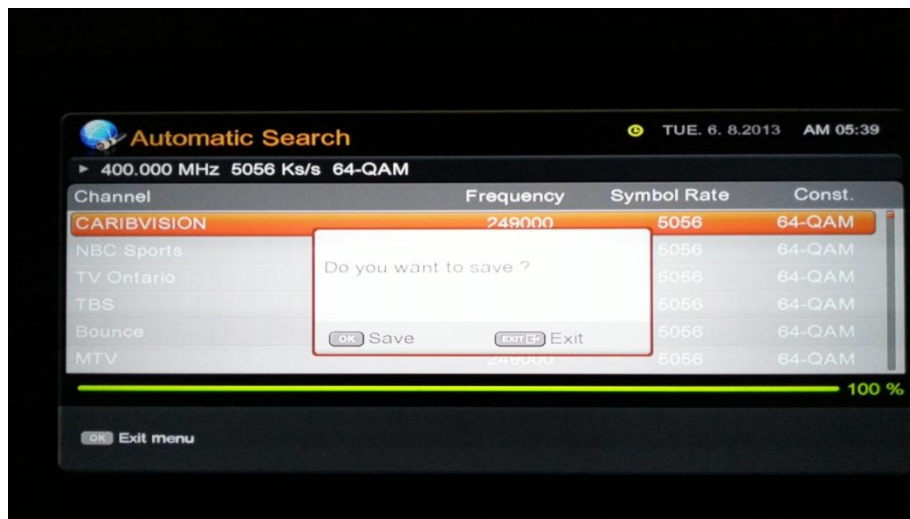 Automatic Search
TUE. 6. 8.2013 AM 05:39
400.000 MHz 5056 Ks/s 64-QAM
Channel Frequency Symbol Rate Const.
CARIBVISION 249000 5056 64-QAM
NBC Sports 5056 64-QAM
TV Ontario 5056 64-QAM
TBS 5056 64-QAM
Bounce 5056 64-QAM
MTV 249000 5056 64-QAM
Do you want to save ?
OK Save EXIT Exit
100 %
OK Exit menu